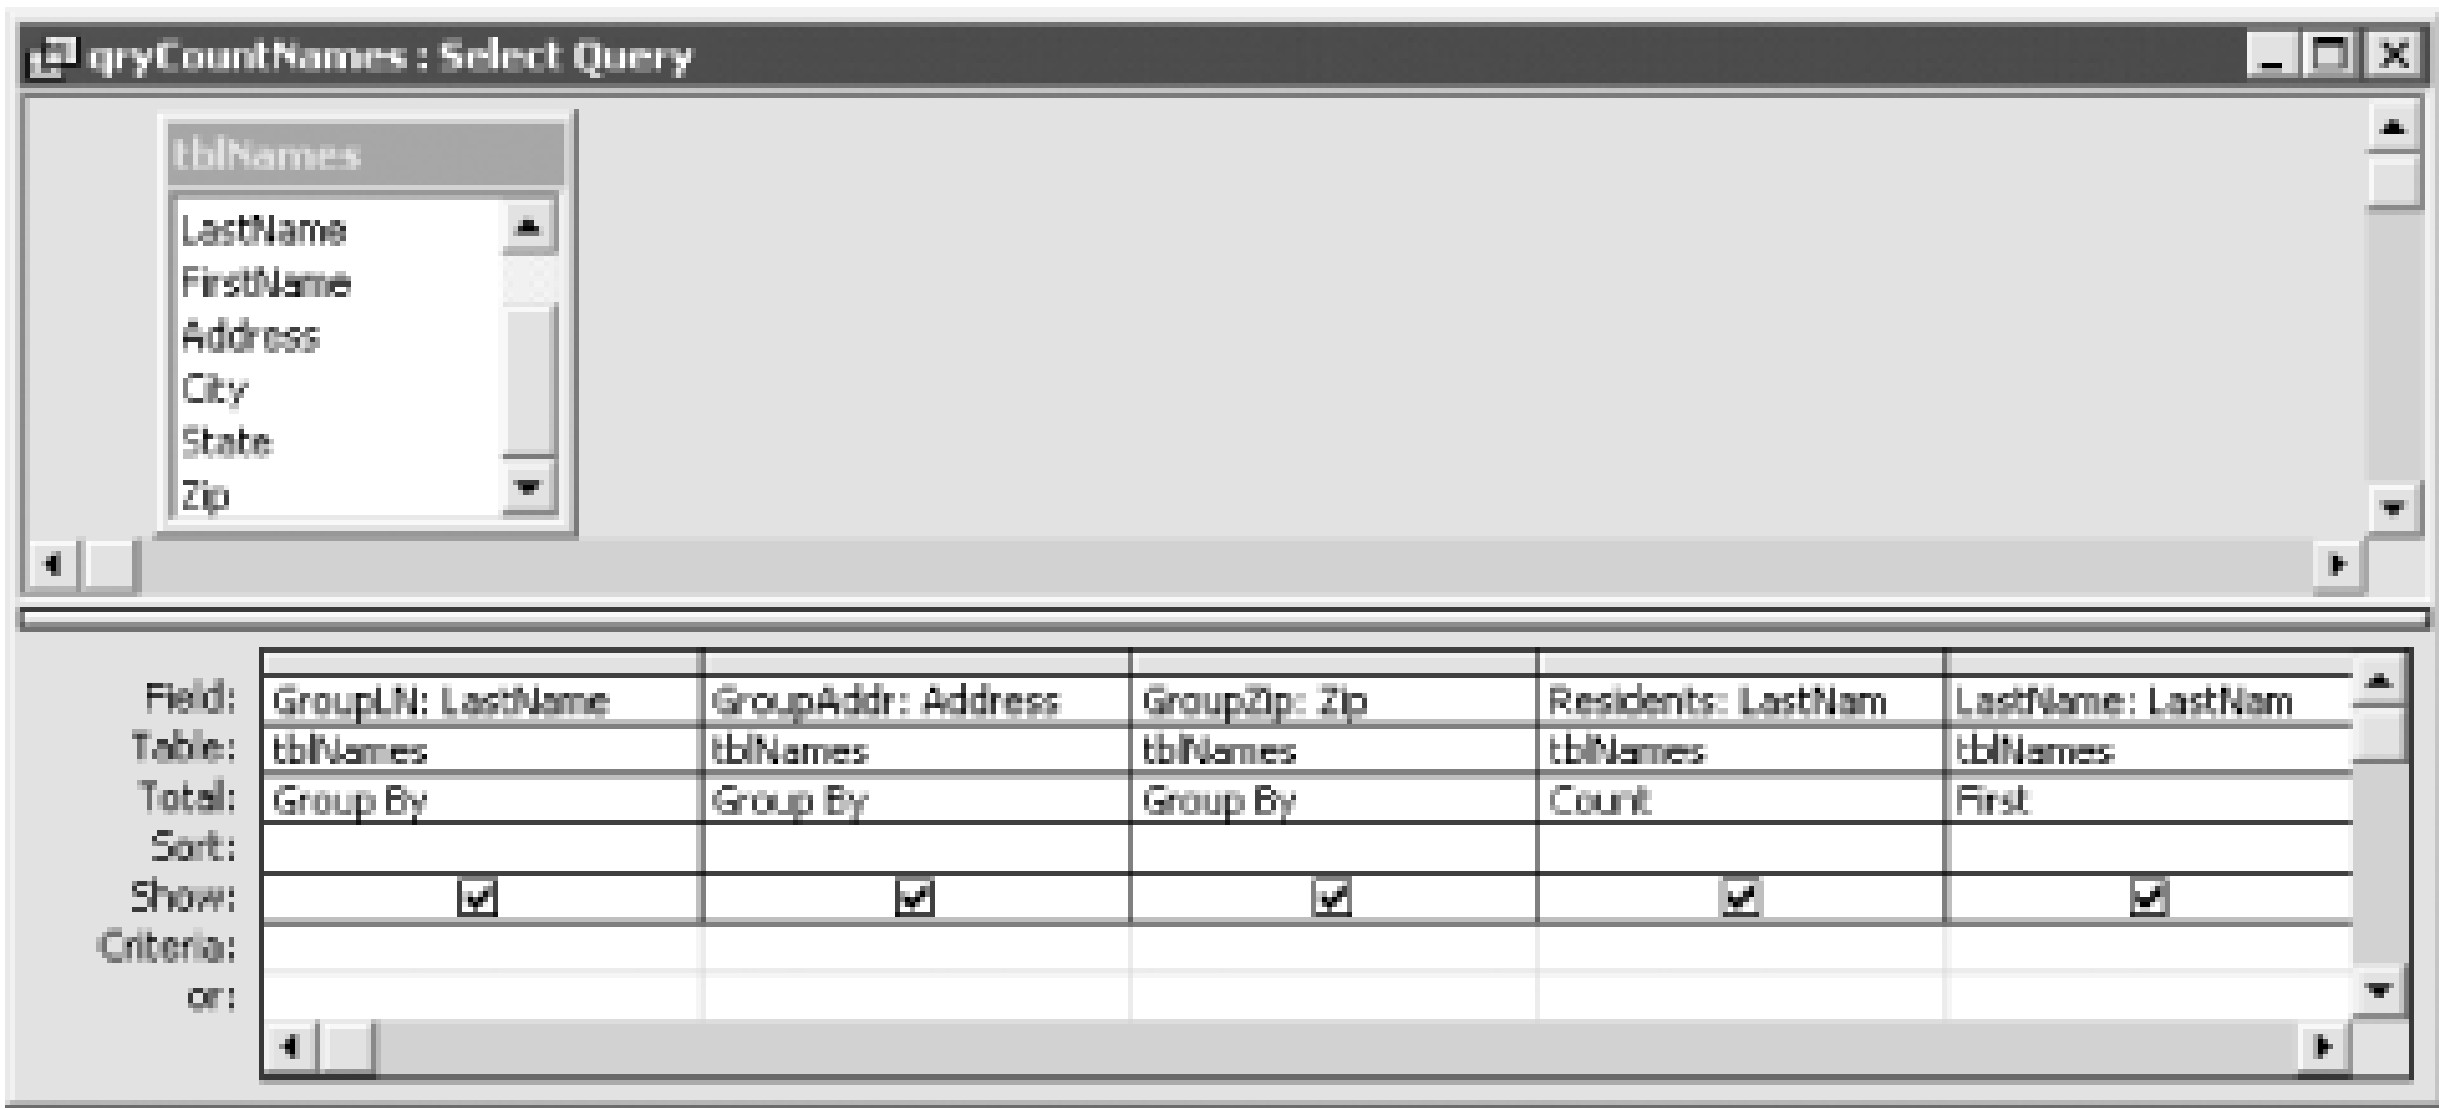 qryCountNames : Select Query
tblNames
LastName
FirstName
Address
City
State
Zip
Field: GroupLN: LastName GroupAddr: Address GroupZip: Zip Residents: LastNam LastName: LastNam
Table: tblNames tblNames tblNames tblNames tblNames
Total: Group By Group By Group By Count First
Sort:
Show:
Criteria:
or: